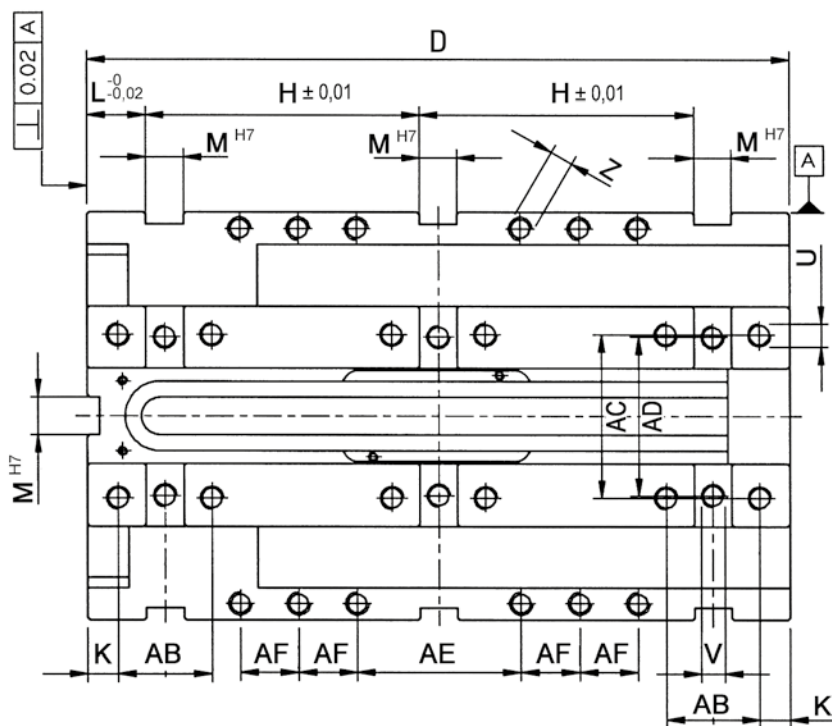 ⊥ 0.02 A
D
L -0 -0,02
H ± 0,01
H ± 0,01
M H7
M H7
M H7
Z
A
U
AC
AD
M H7
K
AB
AF
AF
AE
AF
AF
V
AB
K